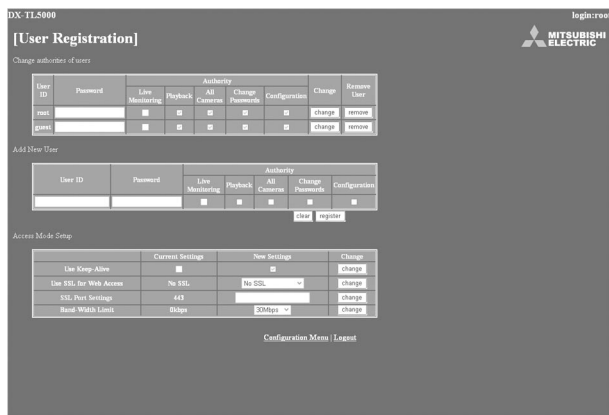 DX-TL5000
login:root
[User Registration]
MITSUBISHI
ELECTRIC
Change authorities of users
User ID Password Authority Change Remove User
Live Monitoring Playback All Cameras Change Passwords Configuration
root change remove
guest change remove
Add New User
User ID Password Authority
Live Monitoring Playback All Cameras Change Passwords Configuration
clear register
Access Mode Setup
Current Settings New Settings Change
Use Keep-Alive change
Use SSL for Web Access No SSL No SSL change
SSL Port Settings 443 change
Band-Width Limit 0kbps 30Mbps change
Configuration Menu | Logout